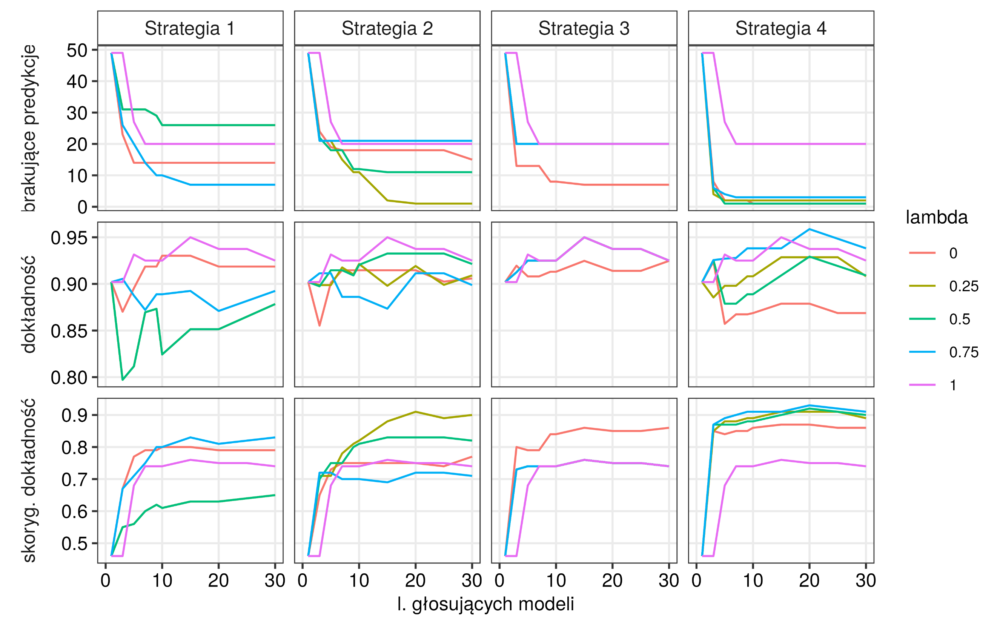 Strategia 1 Strategia 2 Strategia 3 Strategia 4
brakujące predykcje
50
40
30
20
10
0
dokładność
0.95
0.90
0.85
0.80
skoryg. dokładność
0.9
0.8
0.7
0.6
0.5
0 10 20 30 0 10 20 30 0 10 20 30 0 10 20 30
l. głosujących modeli
lambda
0
0.25
0.5
0.75
1